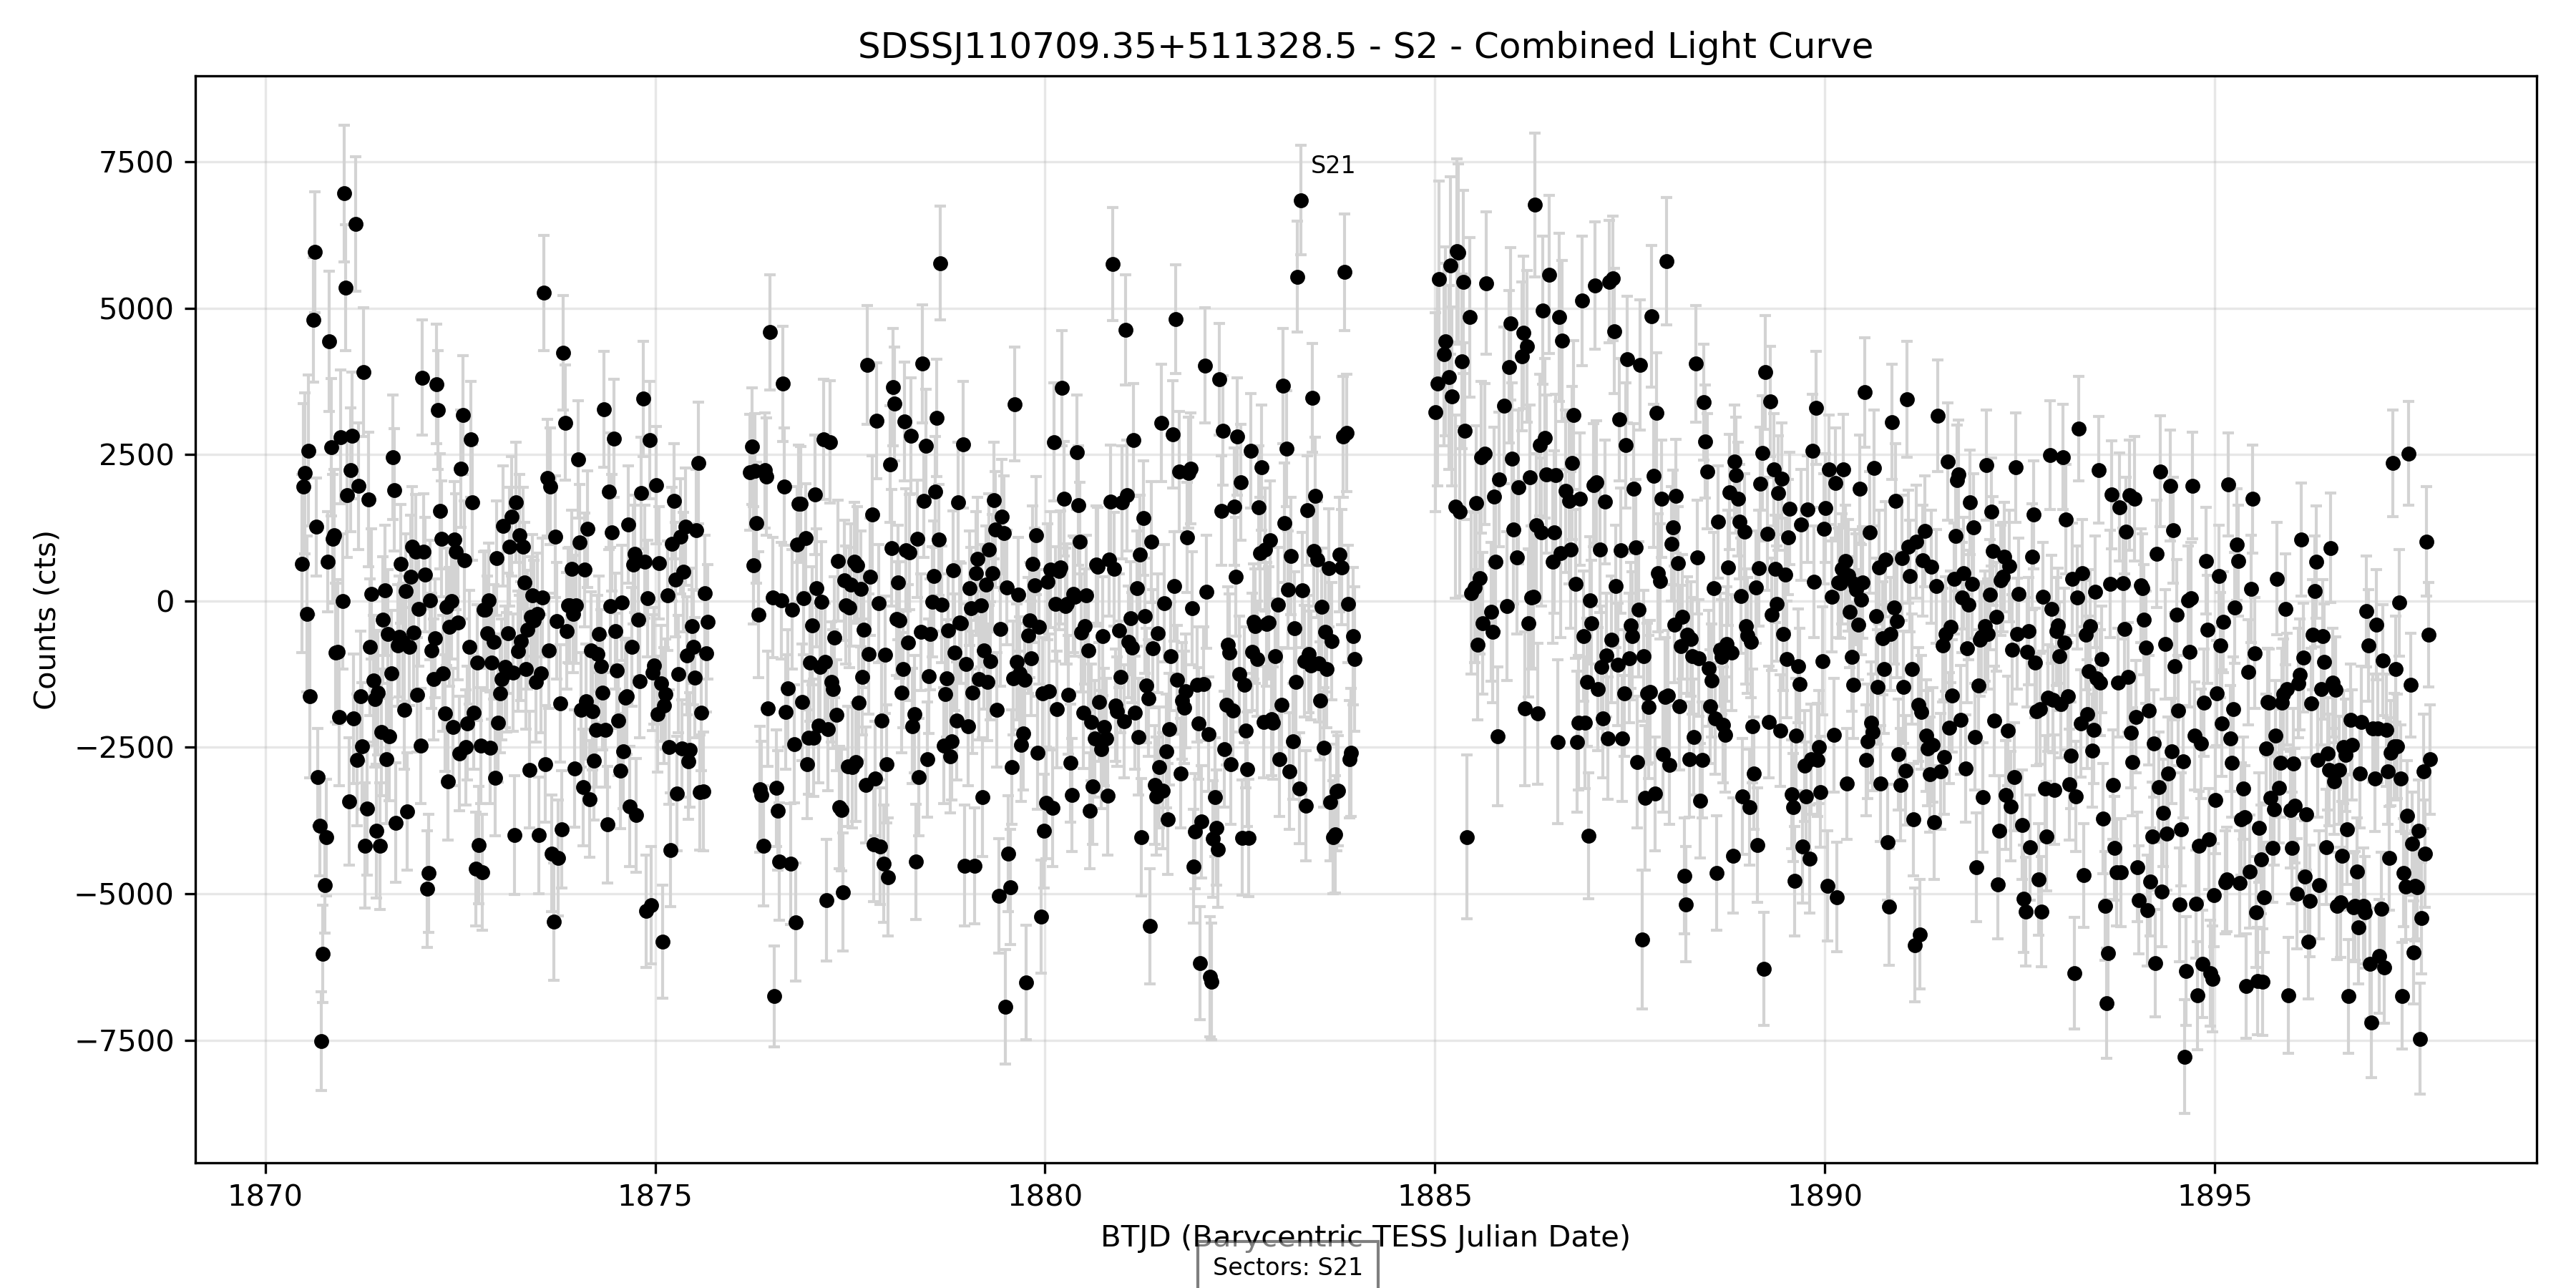 SDSSJ110709.35+511328.5 - S2 - Combined Light Curve
Counts (cts)
7500
5000
2500
0
−2500
−5000
−7500
S21
1870 1875 1880 1885 1890 1895
BTJD (Barycentric TESS Julian Date)
Sectors: S21